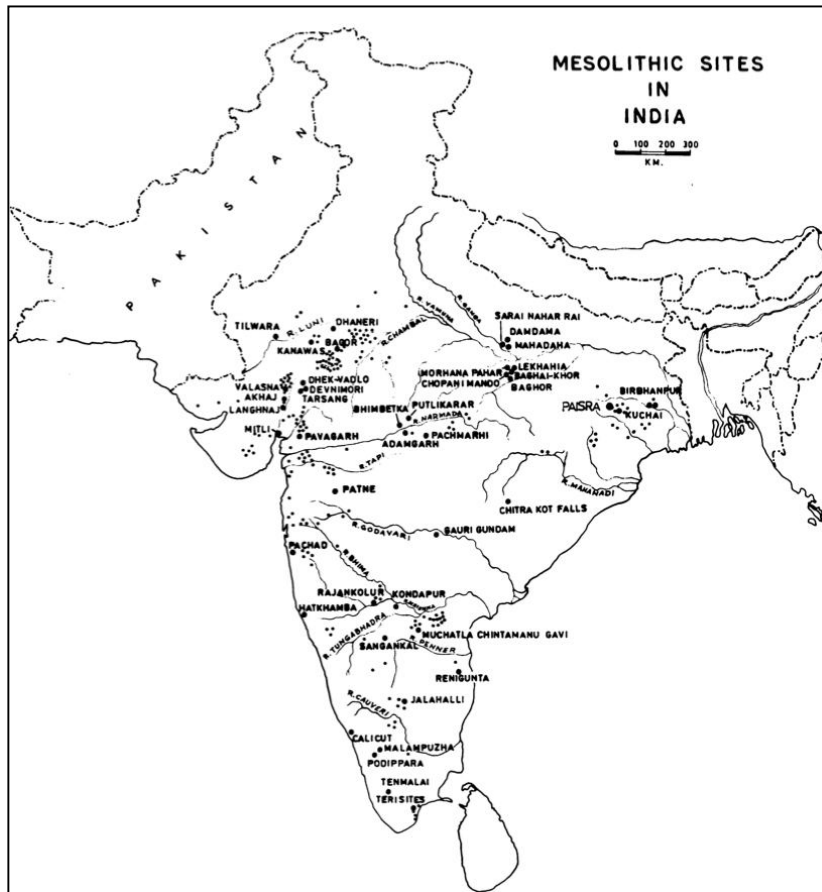 MESOLITHIC SITES
IN
INDIA
0 100 200 300
KM.
PAKISTAN
R. YAMUNA
R. GANGA
SARAI NAHAR RAI
DAMDAMA
MAHADAHA
TILWARA
R. LUNI
DHANERI
BAGOR
KANAWAS
R. CHAMBAL
LEKHAHIA
MORHANA PAHAR
BAGHAI-KHOR
CHOPANI MANDO
BAGHOR
VALASNA
DHEK-VADLO
AKHAJ
DEVNIMORI
TARSANG
LANGHNAJ
BHIMBETKA
PUTLIKARAR
R. NARMADA
BIRBHANPUR
PAISRA
KUCHAI
MITLI
PAVAGARH
ADAMGARH
PACHMARHI
R. TAPI
PATNE
R. MAHANADI
CHITRA KOT FALLS
R. GODAVARI
GAURI GUNDAM
PACHAD
R. BHIMA
RAJANKOLUR
KONDAPUR
HATKHAMBA
R. TUNGABHADRA
MUCHATLA CHINTAMANU GAVI
SANGANKAL
R. PENNER
RENIGUNTA
JALAHALLI
R. CAUVERI
CALICUT
MALAMPUZHA
PODIPPARA
TENMALAI
TERI SITES